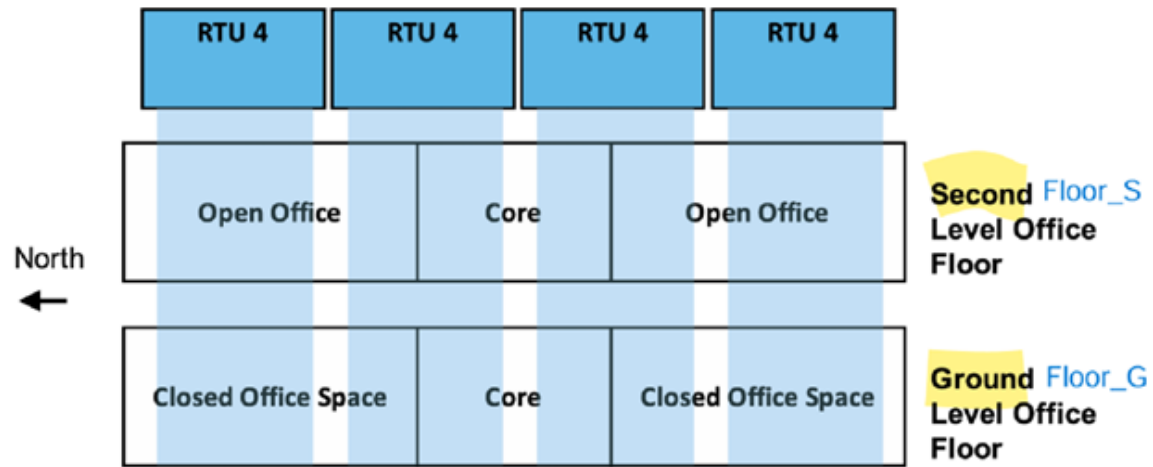 RTU 4 RTU 4 RTU 4 RTU 4
Open Office Core Open Office
Second Floor_S
Level Office
Floor
North
Closed Office Space Core Closed Office Space
Ground Floor_G
Level Office
Floor